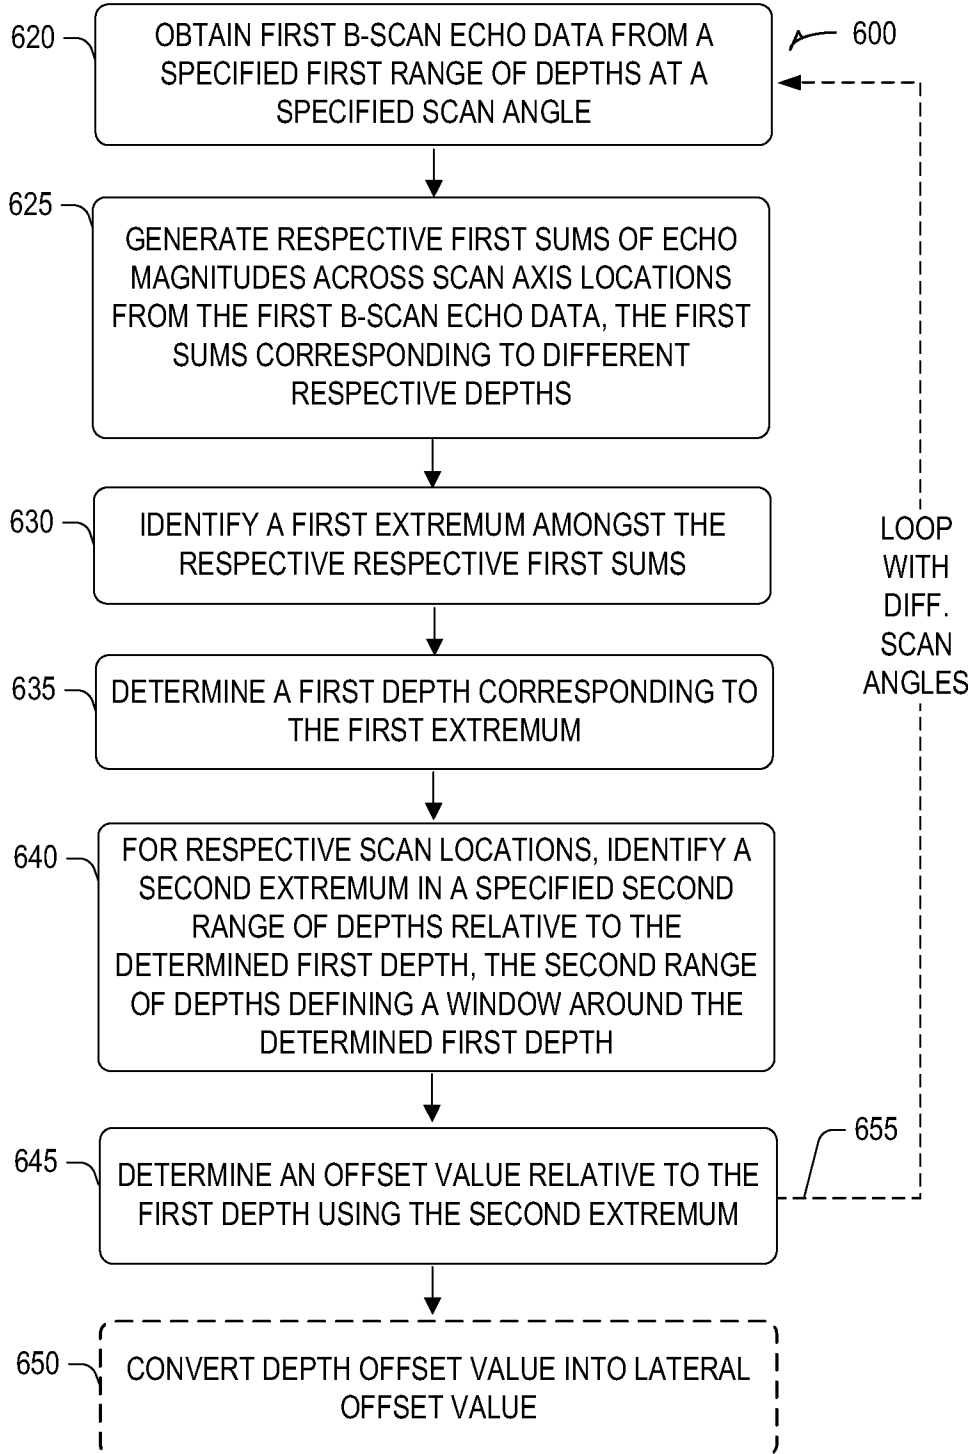 620
OBTAIN FIRST B-SCAN ECHO DATA FROM A
SPECIFIED FIRST RANGE OF DEPTHS AT A
SPECIFIED SCAN ANGLE
600
625
GENERATE RESPECTIVE FIRST SUMS OF ECHO
MAGNITUDES ACROSS SCAN AXIS LOCATIONS
FROM THE FIRST B-SCAN ECHO DATA, THE FIRST
SUMS CORRESPONDING TO DIFFERENT
RESPECTIVE DEPTHS
630
IDENTIFY A FIRST EXTREMUM AMONGST THE
RESPECTIVE RESPECTIVE FIRST SUMS
LOOP
WITH
DIFF.
SCAN
ANGLES
635
DETERMINE A FIRST DEPTH CORRESPONDING TO
THE FIRST EXTREMUM
640
FOR RESPECTIVE SCAN LOCATIONS, IDENTIFY A
SECOND EXTREMUM IN A SPECIFIED SECOND
RANGE OF DEPTHS RELATIVE TO THE
DETERMINED FIRST DEPTH, THE SECOND RANGE
OF DEPTHS DEFINING A WINDOW AROUND THE
DETERMINED FIRST DEPTH
655
645
DETERMINE AN OFFSET VALUE RELATIVE TO THE
FIRST DEPTH USING THE SECOND EXTREMUM
650
CONVERT DEPTH OFFSET VALUE INTO LATERAL
OFFSET VALUE